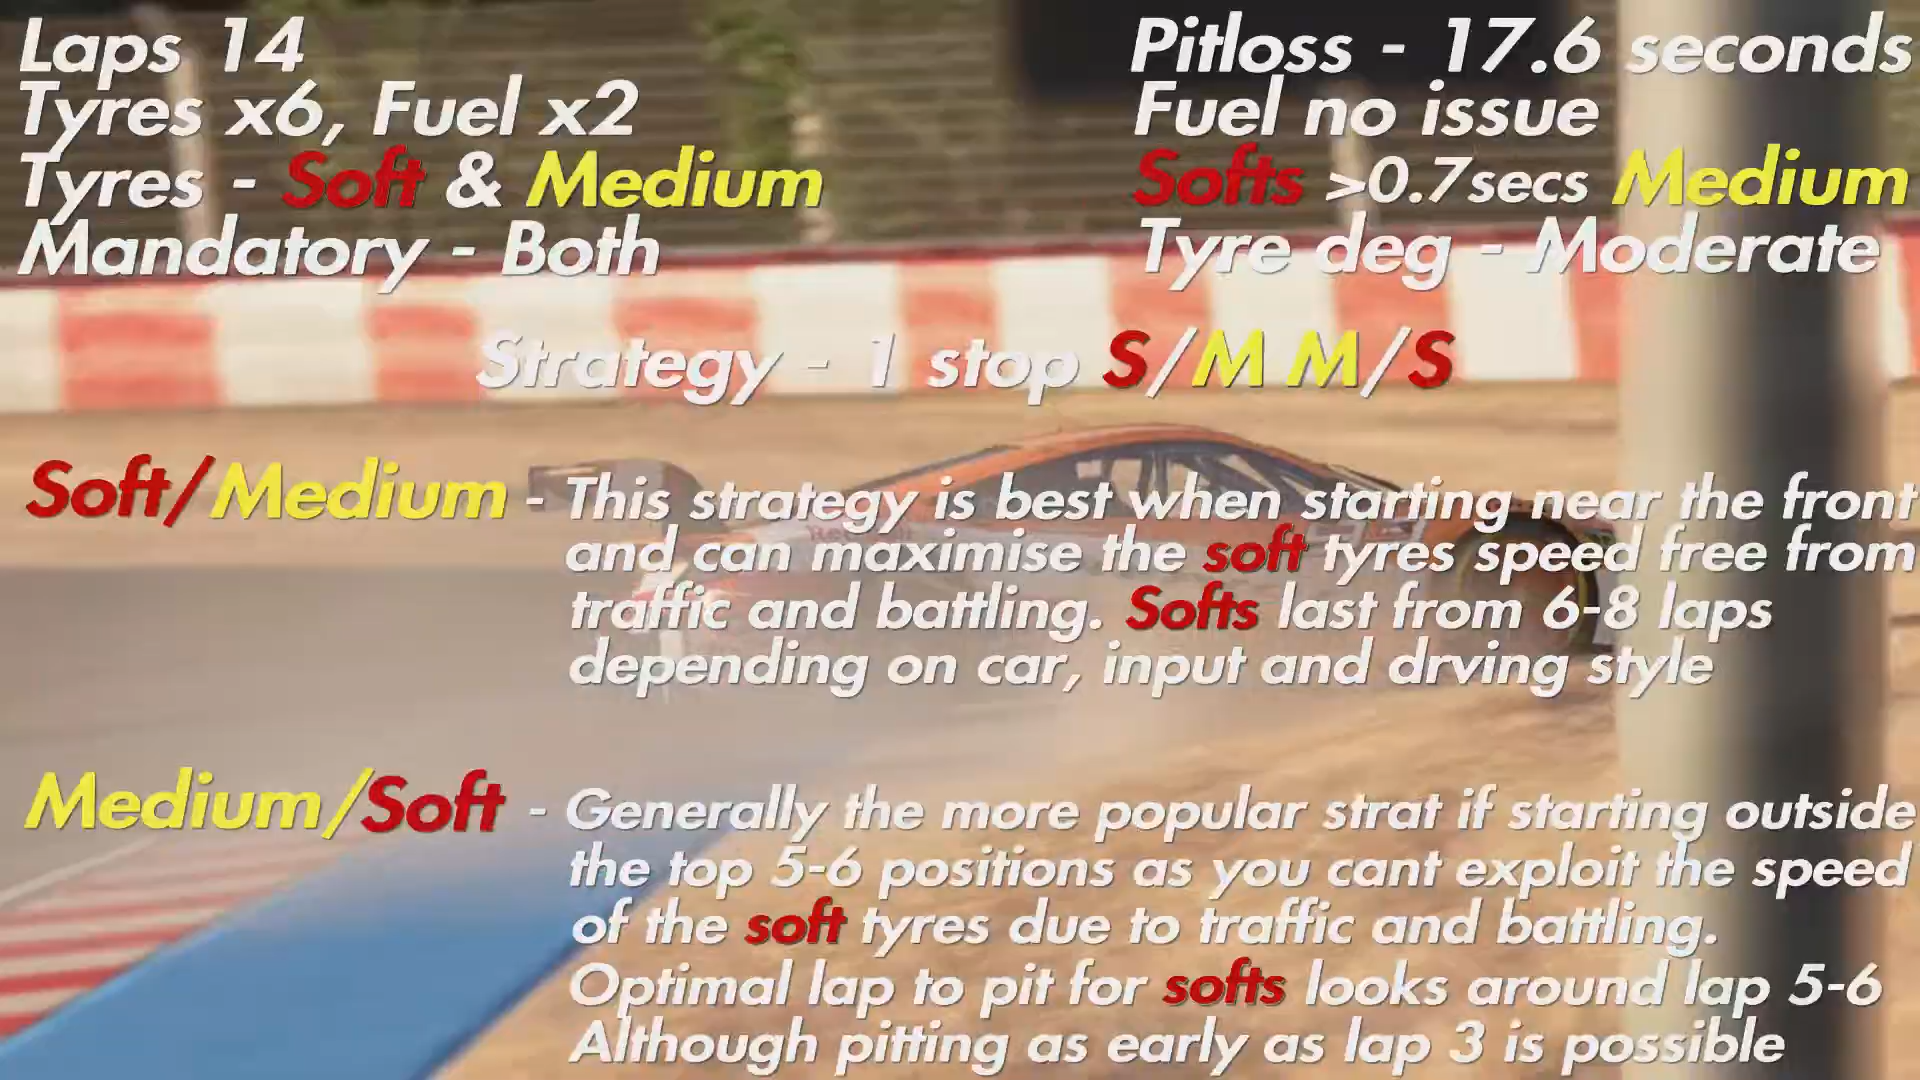 Laps 14
Tyres x6, Fuel x2
Tyres - Soft & Medium
Mandatory - Both
Pitloss - 17.6 seconds
Fuel no issue
Softs >0.7secs Medium
Tyre deg - Moderate
Strategy - 1 stop S/M M/S
Soft/Medium - This strategy is best when starting near the front
and can maximise the soft tyres speed free from
traffic and battling. Softs last from 6-8 laps
depending on car, input and drving style
Medium/Soft - Generally the more popular strat if starting outside
the top 5-6 positions as you cant exploit the speed
of the soft tyres due to traffic and battling.
Optimal lap to pit for softs looks around lap 5-6
Although pitting as early as lap 3 is possible